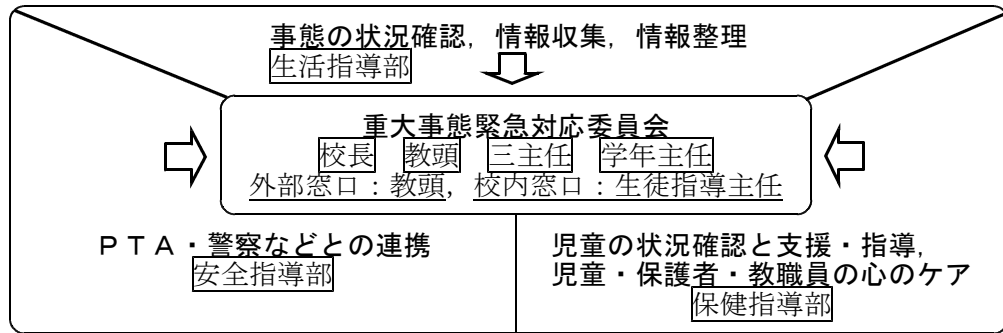 事態の状況確認，情報収集，情報整理
生活指導部
重大事態緊急対応委員会
校長 教頭 三主任 学年主任
外部窓口：教頭，校内窓口：生徒指導主任
ＰＴＡ・警察などとの連携
安全指導部
児童の状況確認と支援・指導，
児童・保護者・教職員の心のケア
保健指導部